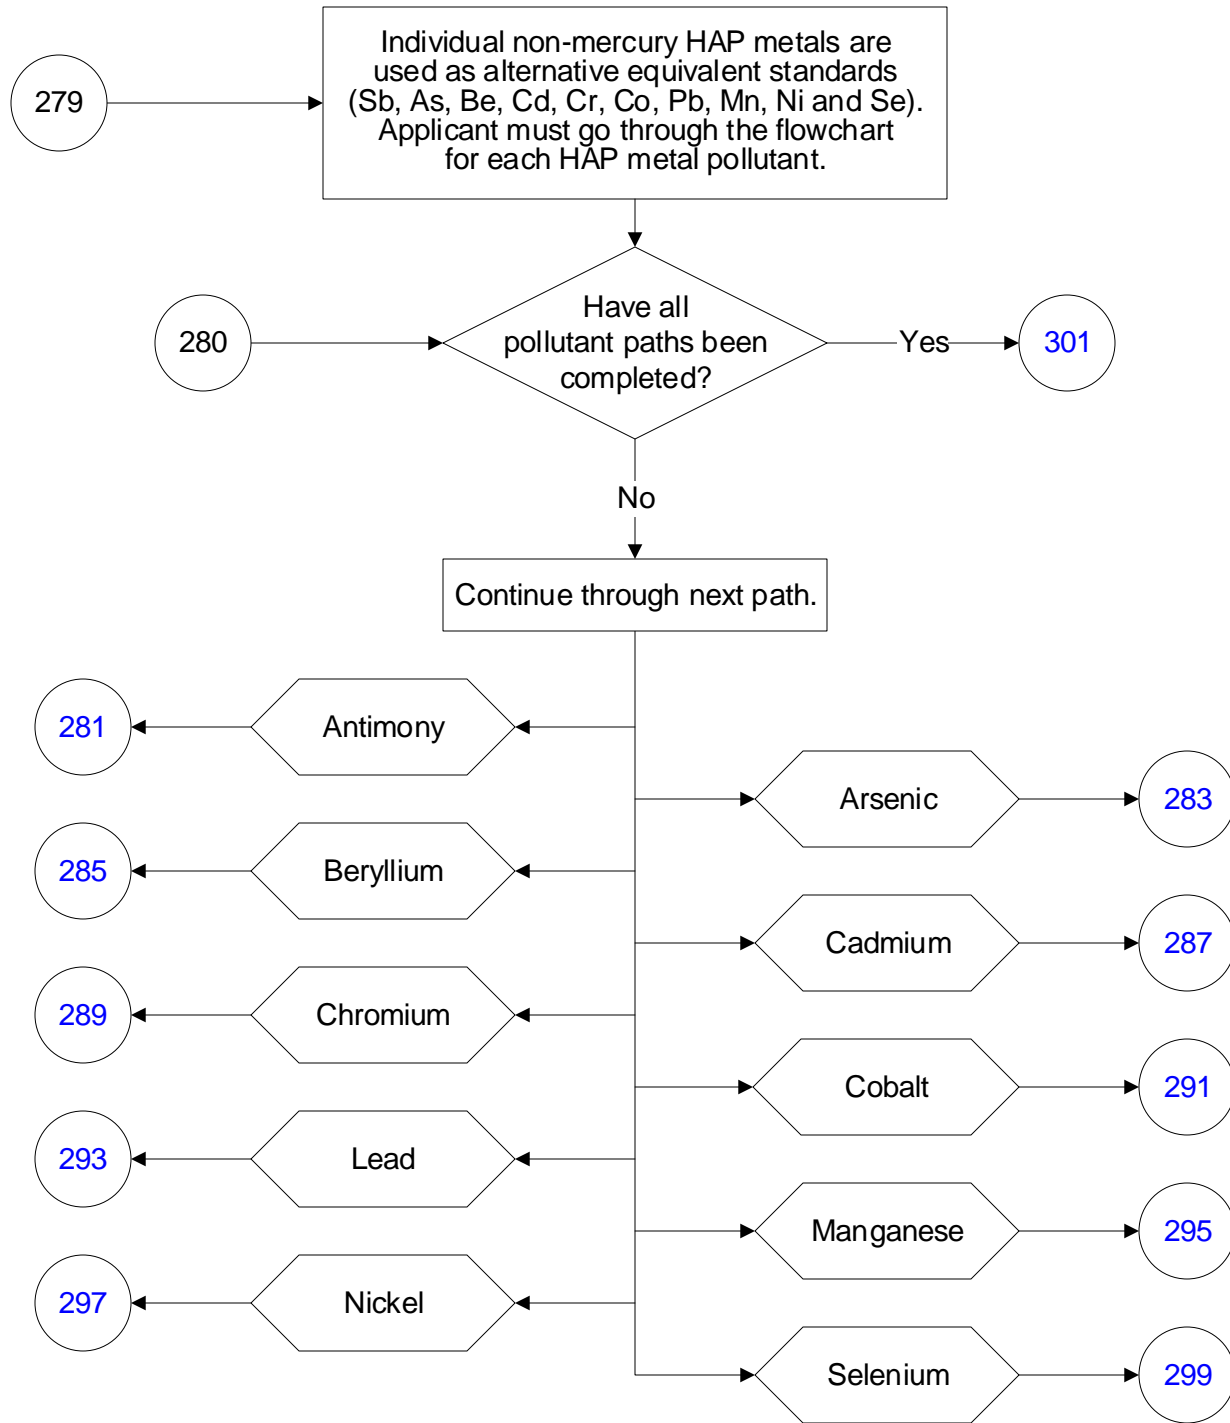 279
Individual non-mercury HAP metals are
used as alternative equivalent standards
(Sb, As, Be, Cd, Cr, Co, Pb, Mn, Ni and Se).
Applicant must go through the flowchart
for each HAP metal pollutant.
280
Have all
pollutant paths been
completed?
Yes
301
No
Continue through next path.
281
Antimony
Arsenic
283
285
Beryllium
Cadmium
287
289
Chromium
Cobalt
291
293
Lead
Manganese
295
297
Nickel
Selenium
299